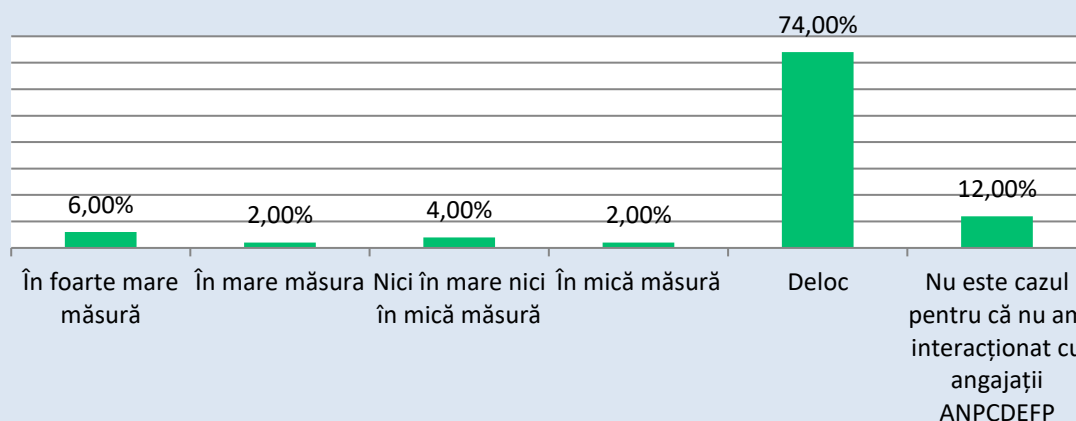 74,00%
6,00%
2,00%
4,00%
2,00%
12,00%
În foarte mare
măsură
În mare măsura
Nici în mare nici
în mică măsură
În mică măsură
Deloc
Nu este cazul
pentru că nu am
interacționat cu
angajații
ANPCDEFP